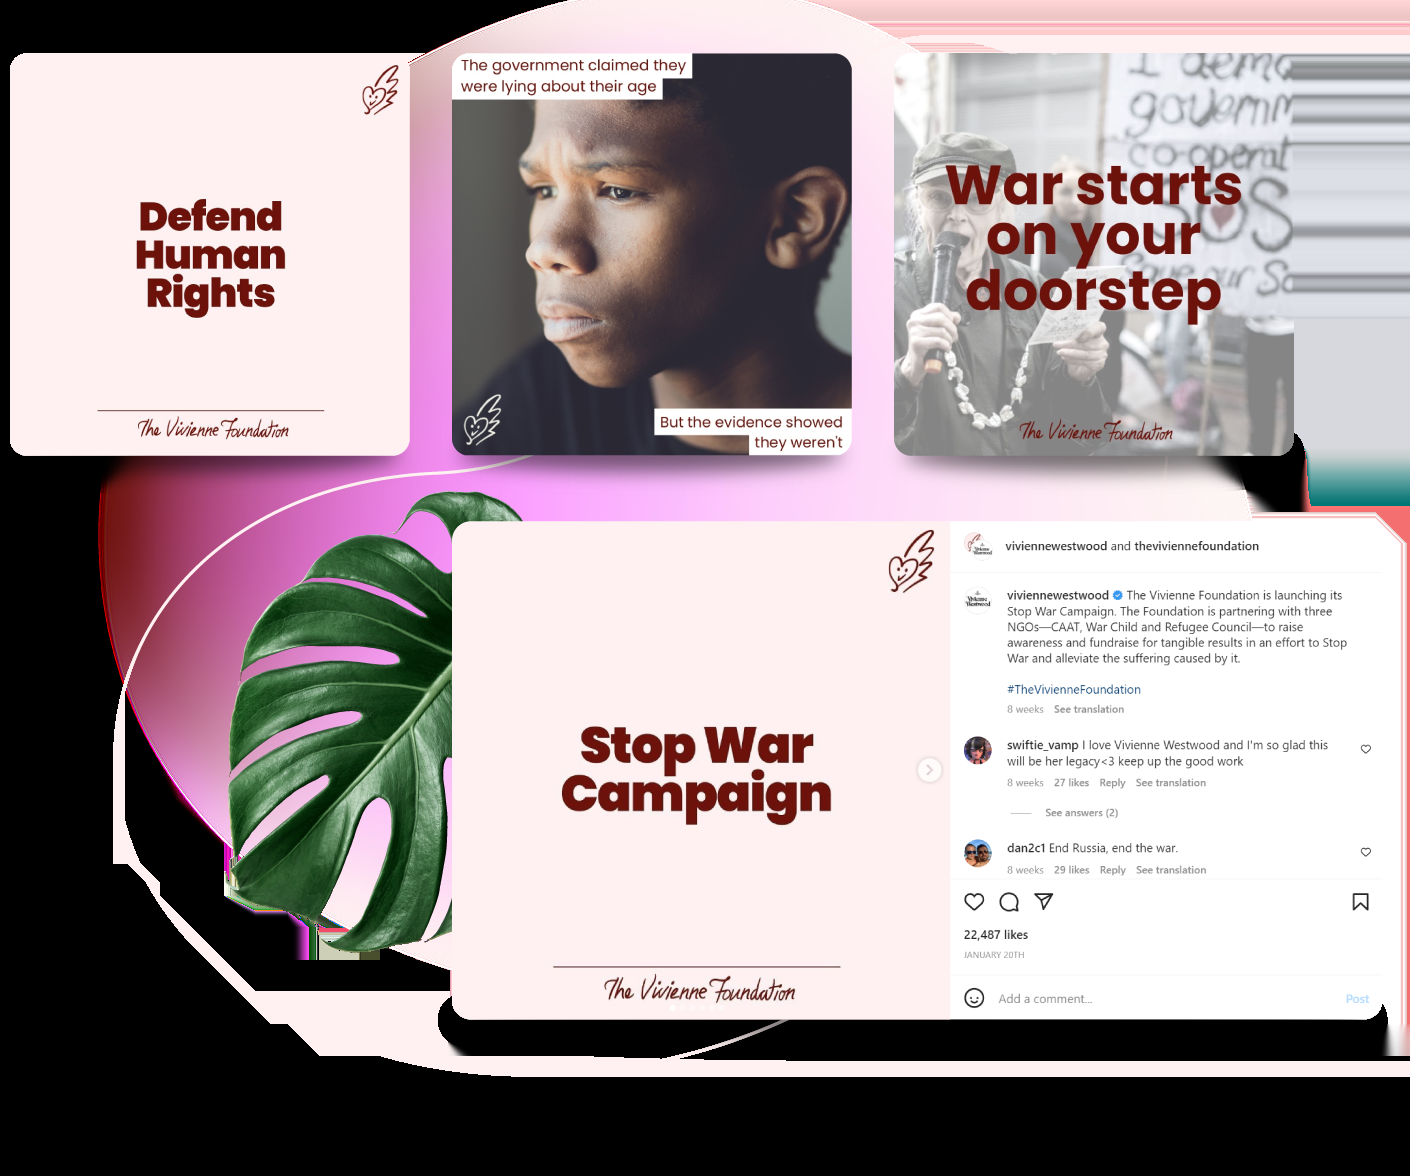 Defend
Human
Rights
The Vivienne Foundation
The government claimed they
were lying about their age
But the evidence showed
they weren't
War starts
on your
doorstep
The Vivienne Foundation
Stop War
Campaign
The Vivienne Foundation
viviennewestwood and theviviennefoundation
viviennewestwood The Vivienne Foundation is launching its
Stop War Campaign. The Foundation is partnering with three
NGOs—CAAT, War Child and Refugee Council—to raise
awareness and fundraise for tangible results in an effort to Stop
War and alleviate the suffering caused by it.
#TheVivienneFoundation
8 weeks See translation
swiftie_vamp I love Vivienne Westwood and I'm so glad this
will be her legacy<3 keep up the good work
8 weeks 27 likes Reply See translation
See answers (2)
dan2c1 End Russia, end the war.
8 weeks 29 likes Reply See translation
22,487 likes
JANUARY 20TH
Add a comment... Post